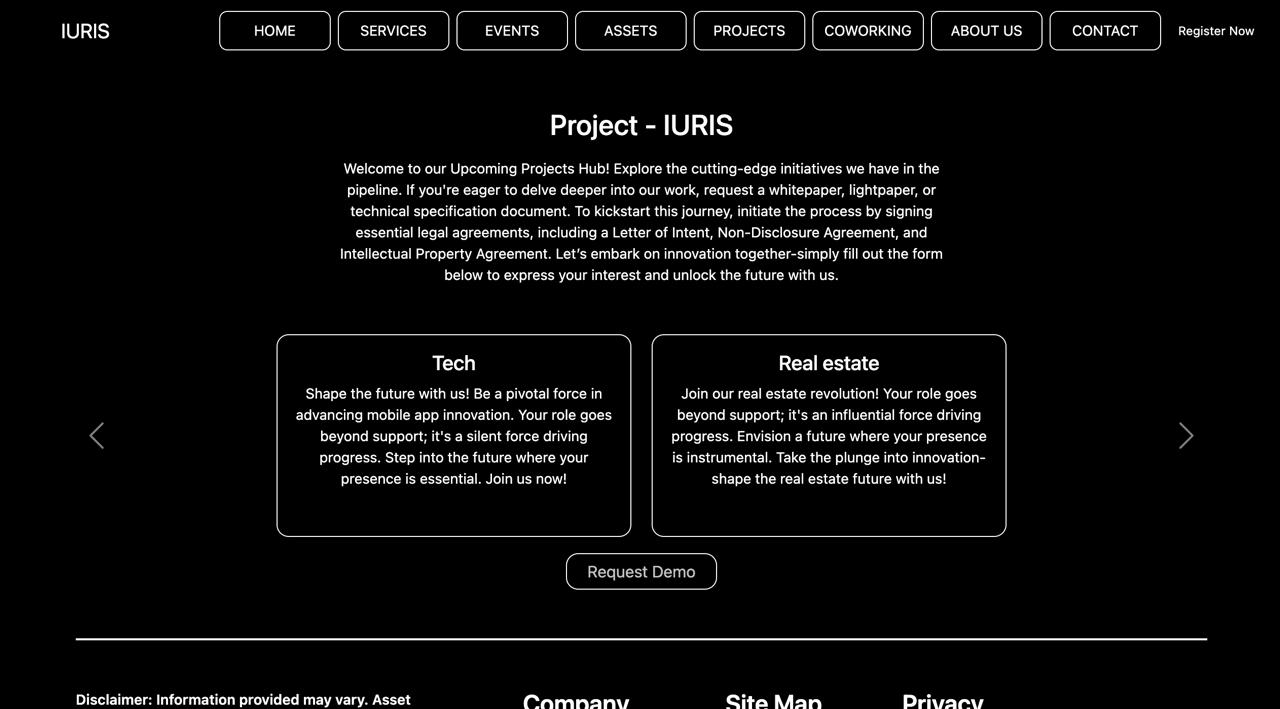 IURIS
HOME
SERVICES
EVENTS
ASSETS
PROJECTS
COWORKING
ABOUT US
CONTACT
Register Now
Project - IURIS
Welcome to our Upcoming Projects Hub! Explore the cutting-edge initiatives we have in the
pipeline. If you're eager to delve deeper into our work, request a whitepaper, lightpaper, or
technical specification document. To kickstart this journey, initiate the process by signing
essential legal agreements, including a Letter of Intent, Non-Disclosure Agreement, and
Intellectual Property Agreement. Let’s embark on innovation together-simply fill out the form
below to express your interest and unlock the future with us.
Tech
Shape the future with us! Be a pivotal force in
advancing mobile app innovation. Your role goes
beyond support; it's a silent force driving
progress. Step into the future where your
presence is essential. Join us now!
Real estate
Join our real estate revolution! Your role goes
beyond support; it's an influential force driving
progress. Envision a future where your presence
is instrumental. Take the plunge into innovation-
shape the real estate future with us!
Request Demo
Disclaimer: Information provided may vary. Asset
Company
Site Map
Privacy